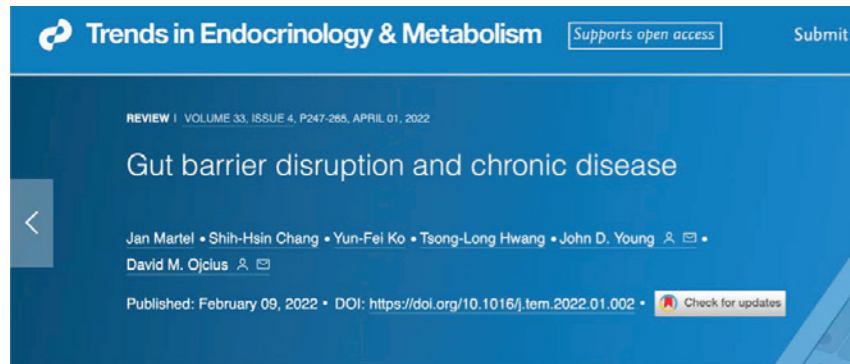 Trends in Endocrinology & Metabolism Supports open access Submit
REVIEW | VOLUME 33, ISSUE 4, P247-265, APRIL 01, 2022
Gut barrier disruption and chronic disease
Jan Martel • Shih-Hsin Chang • Yun-Fei Ko • Tsong-Long Hwang • John D. Young •
David M. Ojcius
Published: February 09, 2022 • DOI: https://doi.org/10.1016/j.tem.2022.01.002 • Check for updates